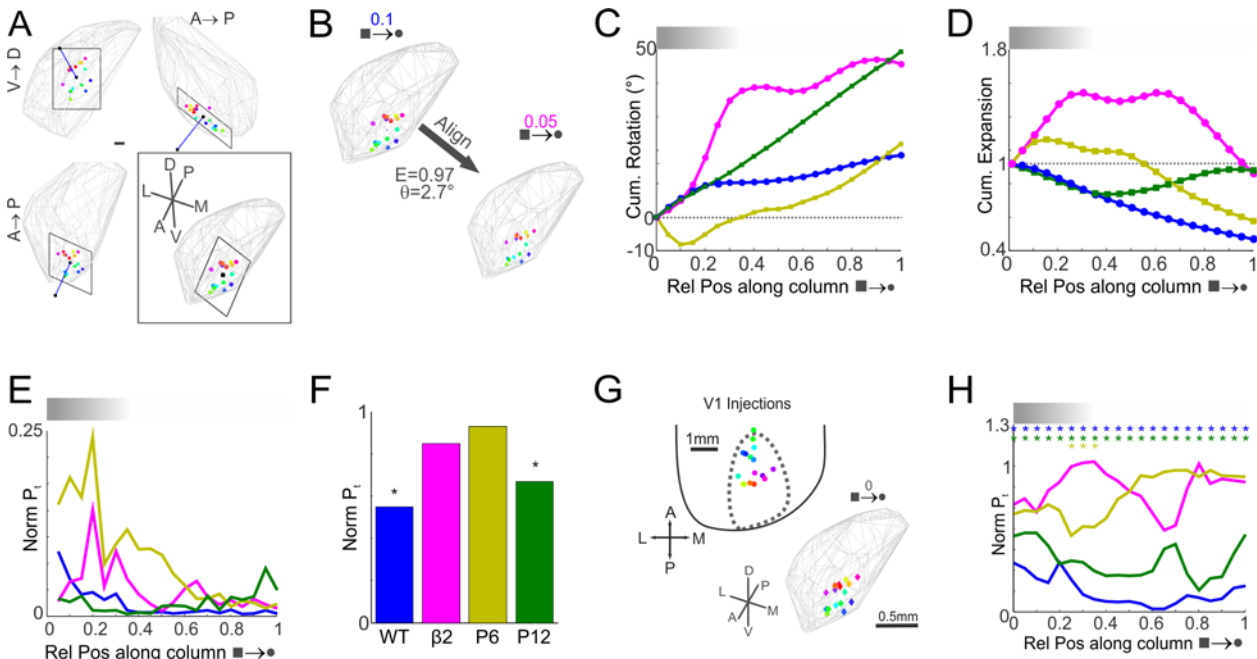 A
A→ P
V→ D
A→ P
D
P
L
M
A
V
B
0.1
■→●
Align
E=0.97
θ=2.7°
0.05
■→●
C
50
Cum. Rotation (°)
0
-10
0 0.2 0.4 0.6 0.8 1
Rel Pos along column ■→●
D
1.8
Cum. Expansion
1
0.4
0 0.2 0.4 0.6 0.8 1
Rel Pos along column ■→●
E
0.25
Norm Pₜ
0
0 0.2 0.4 0.6 0.8 1
Rel Pos along column ■→●
F
1
Norm Pₜ
0
* *
WT β2 P6 P12
G
V1 Injections
1mm
A
L M
P
0
■→●
D
P
L
M
A
V
0.5mm
H
1.3
* * * * * * * * * * * * * * * * * * * * *
* * * * * * * * * * * * * * * * * * * * *
* * *
1
Norm Pₜ
0
0 0.2 0.4 0.6 0.8 1
Rel Pos along column ■→●